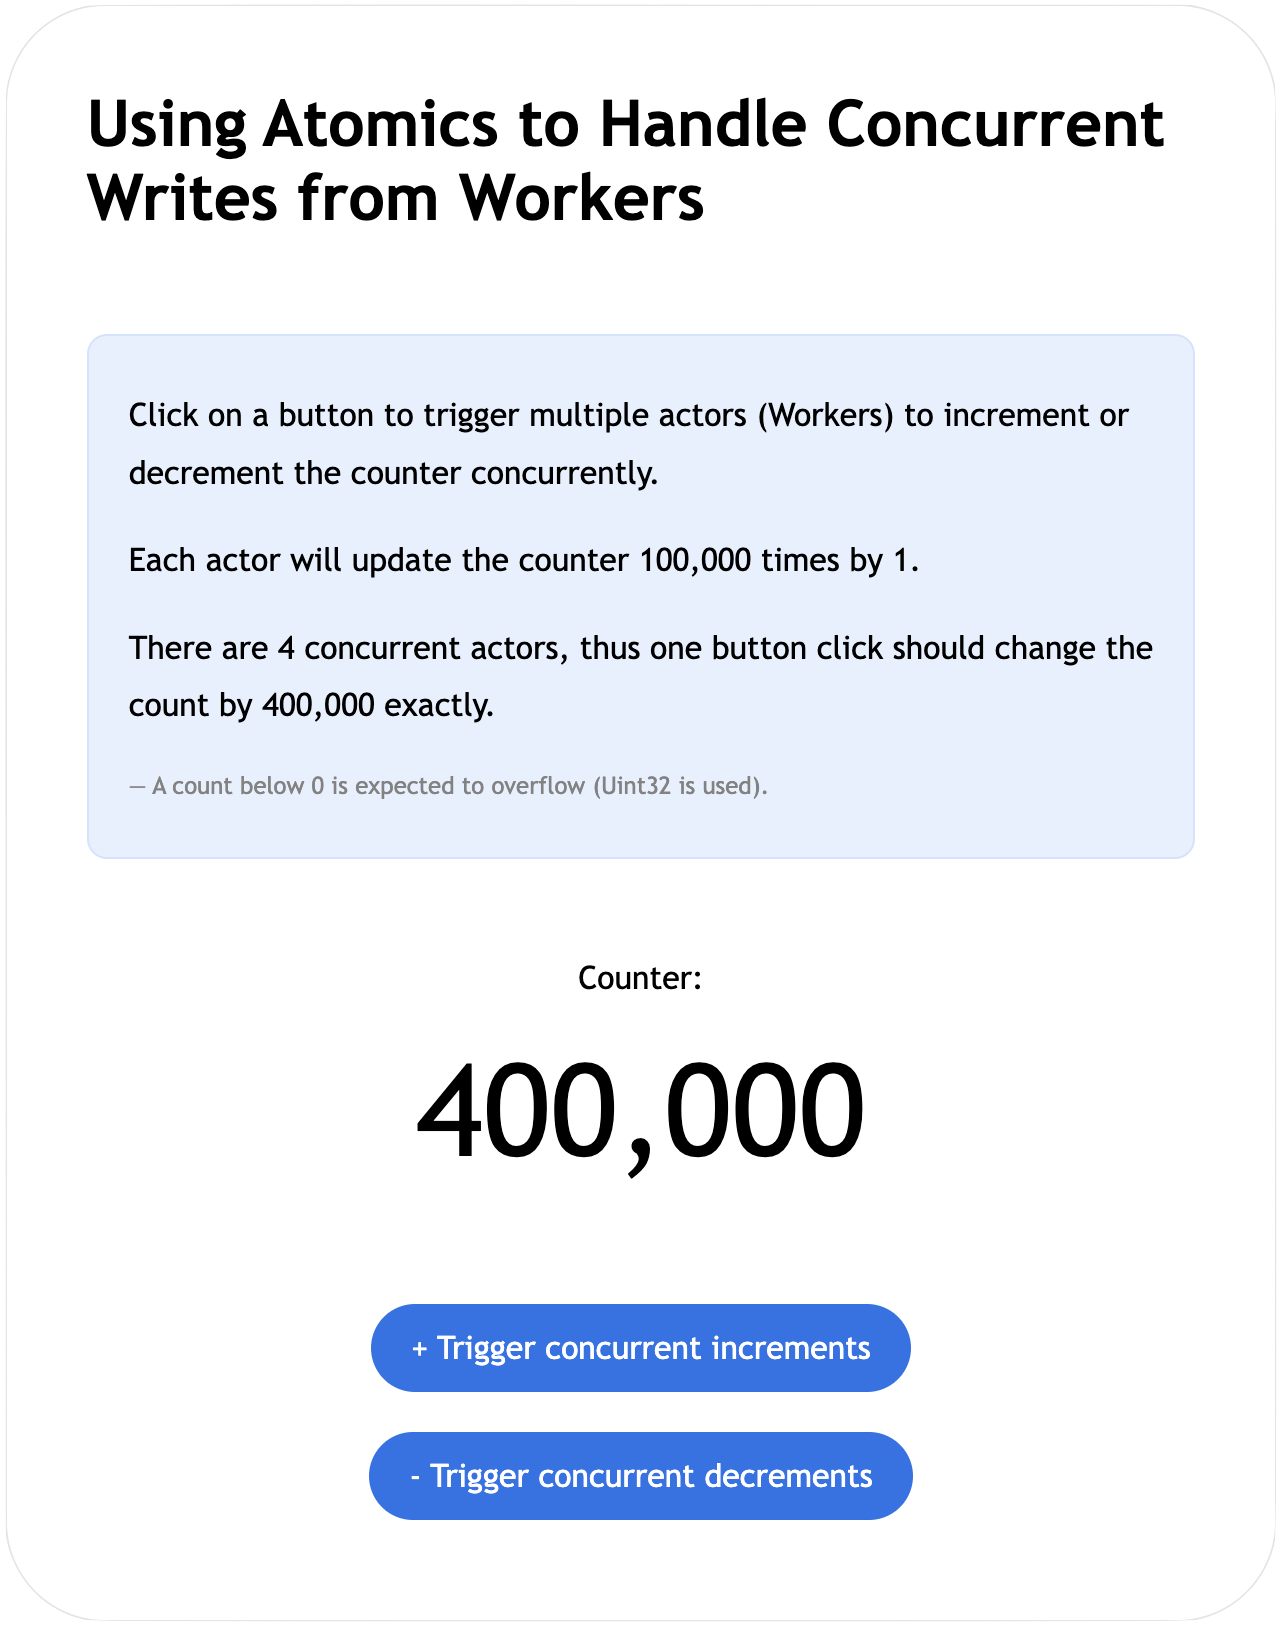 Using Atomics to Handle Concurrent
Writes from Workers
Click on a button to trigger multiple actors (Workers) to increment or
decrement the counter concurrently.
Each actor will update the counter 100,000 times by 1.
There are 4 concurrent actors, thus one button click should change the
count by 400,000 exactly.
— A count below 0 is expected to overflow (Uint32 is used).
Counter:
400,000
+ Trigger concurrent increments
- Trigger concurrent decrements